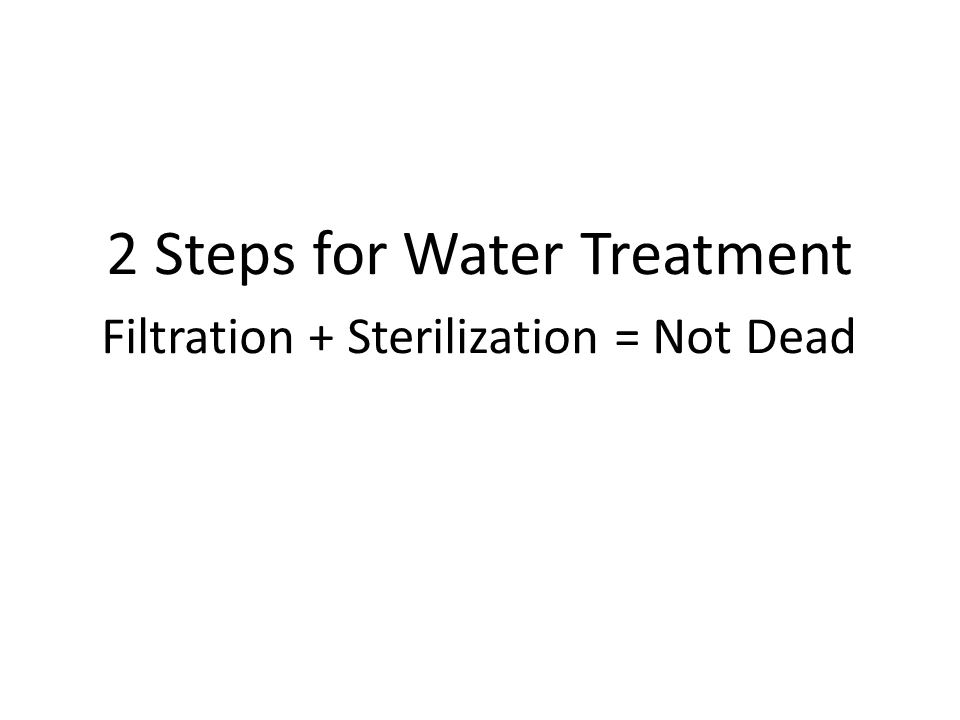 2 Steps for Water Treatment
Filtration + Sterilization = Not Dead